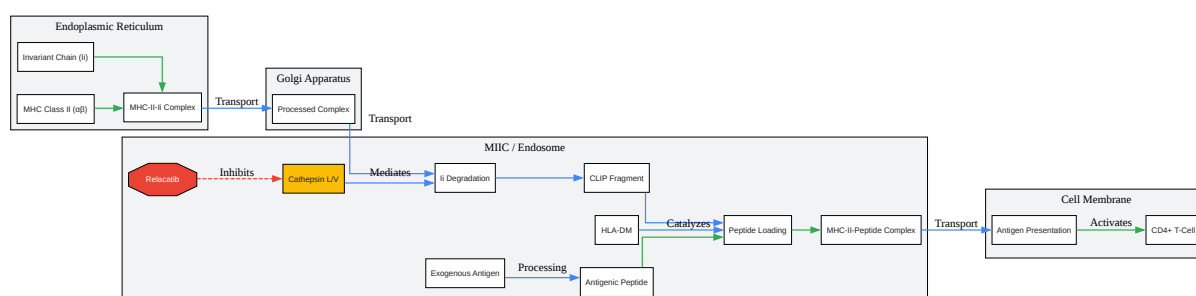 Endoplasmic Reticulum
Invariant Chain (Ii)
MHC Class II (αβ)
MHC-II-Ii Complex
Transport
Golgi Apparatus
Processed Complex
Transport
MIIC / Endosome
Relacatib
Inhibits
Cathepsin L/V
Mediates
Ii Degradation
CLIP Fragment
HLA-DM
Catalyzes
Peptide Loading
MHC-II-Peptide Complex
Exogenous Antigen
Processing
Antigenic Peptide
Transport
Cell Membrane
Antigen Presentation
Activates
CD4+ T-Cell